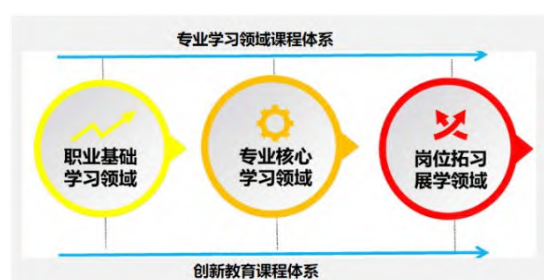 专业学习领域课程体系
职业基础
学习领域
专业核心
学习领域
岗位拓习
展学领域
创新教育课程体系